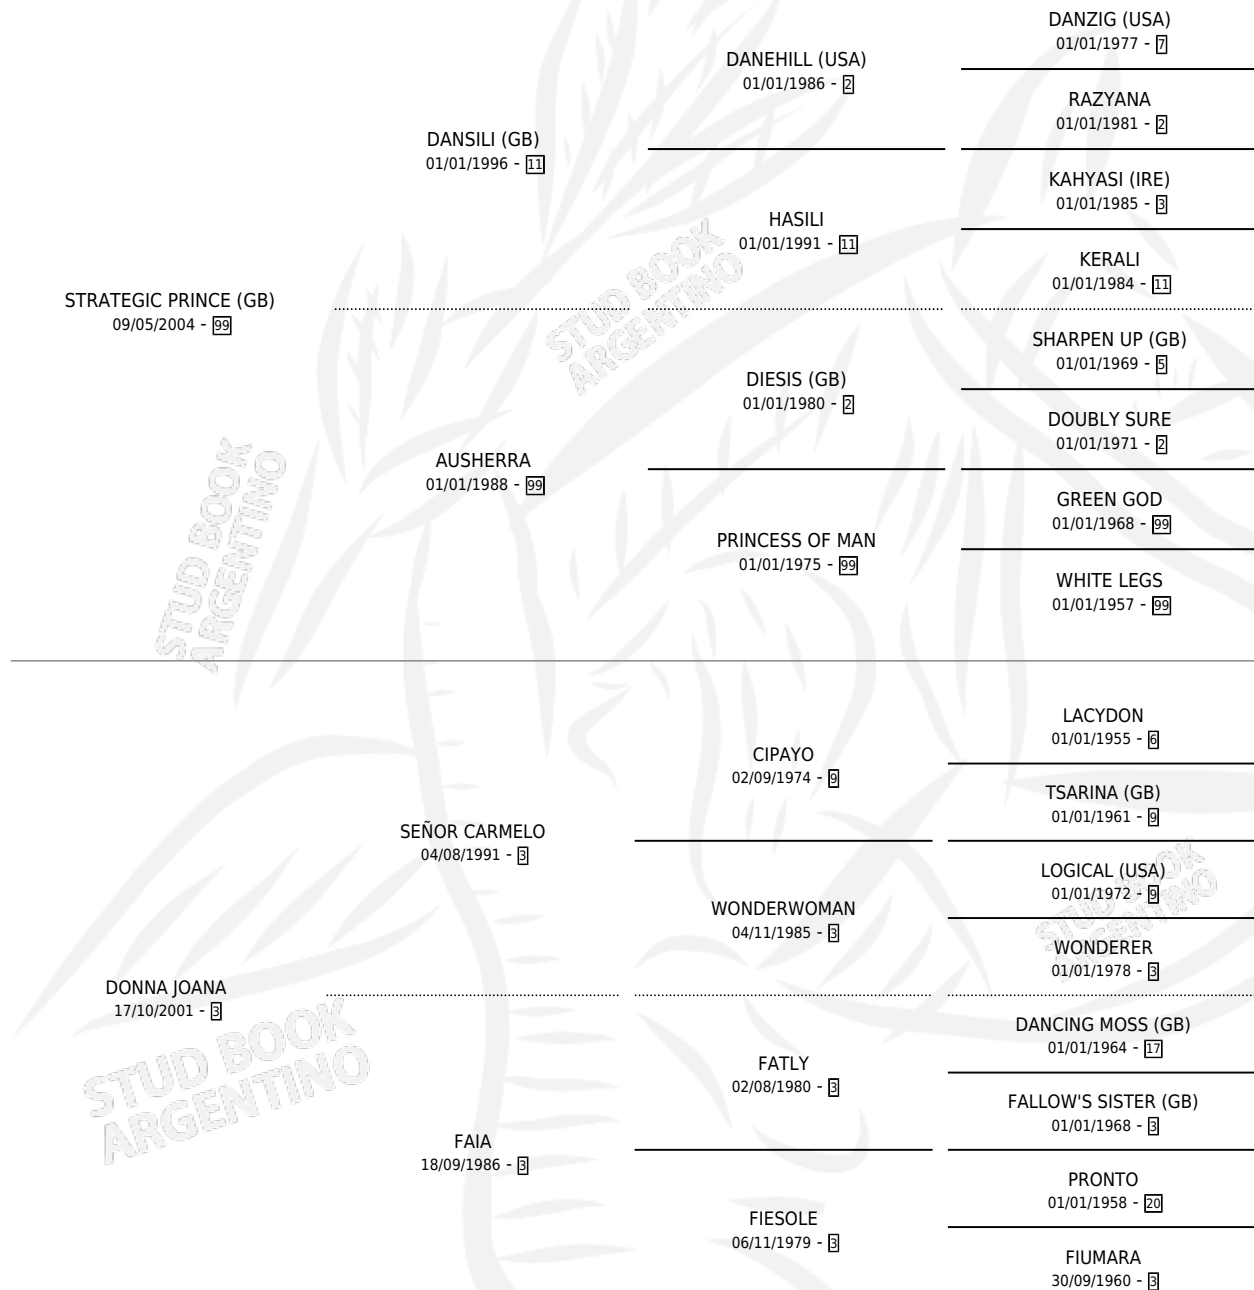 DANZIG (USA)
01/01/1977 - 7
DANEHILL (USA)
01/01/1986 - 2
RAZYANA
01/01/1981 - 2
DANSILI (GB)
01/01/1996 - 11
KAHYASI (IRE)
01/01/1985 - 3
HASILI
01/01/1991 - 11
KERALI
01/01/1984 - 11
STRATEGIC PRINCE (GB)
09/05/2004 - 99
SHARPEN UP (GB)
01/01/1969 - 5
DIESIS (GB)
01/01/1980 - 2
DOUBLY SURE
01/01/1971 - 2
AUSHERRA
01/01/1988 - 99
GREEN GOD
01/01/1968 - 99
PRINCESS OF MAN
01/01/1975 - 99
WHITE LEGS
01/01/1957 - 99
LACYDON
01/01/1955 - 6
CIPAYO
02/09/1974 - 9
TSARINA (GB)
01/01/1961 - 9
SEÑOR CARMELO
04/08/1991 - 3
LOGICAL (USA)
01/01/1972 - 9
WONDERWOMAN
04/11/1985 - 3
WONDERER
01/01/1978 - 3
DONNA JOANA
17/10/2001 - 3
DANCING MOSS (GB)
01/01/1964 - 17
FATLY
02/08/1980 - 3
FALLOW'S SISTER (GB)
01/01/1968 - 3
FAIA
18/09/1986 - 3
PRONTO
01/01/1958 - 20
FIESOLE
06/11/1979 - 3
FIUMARA
30/09/1960 - 3
STUD BOOK
ARGENTINO
STUD BOOK
ARGENTINO
STUD BOOK
ARGENTINO
STUD BOOK
ARGENTINO